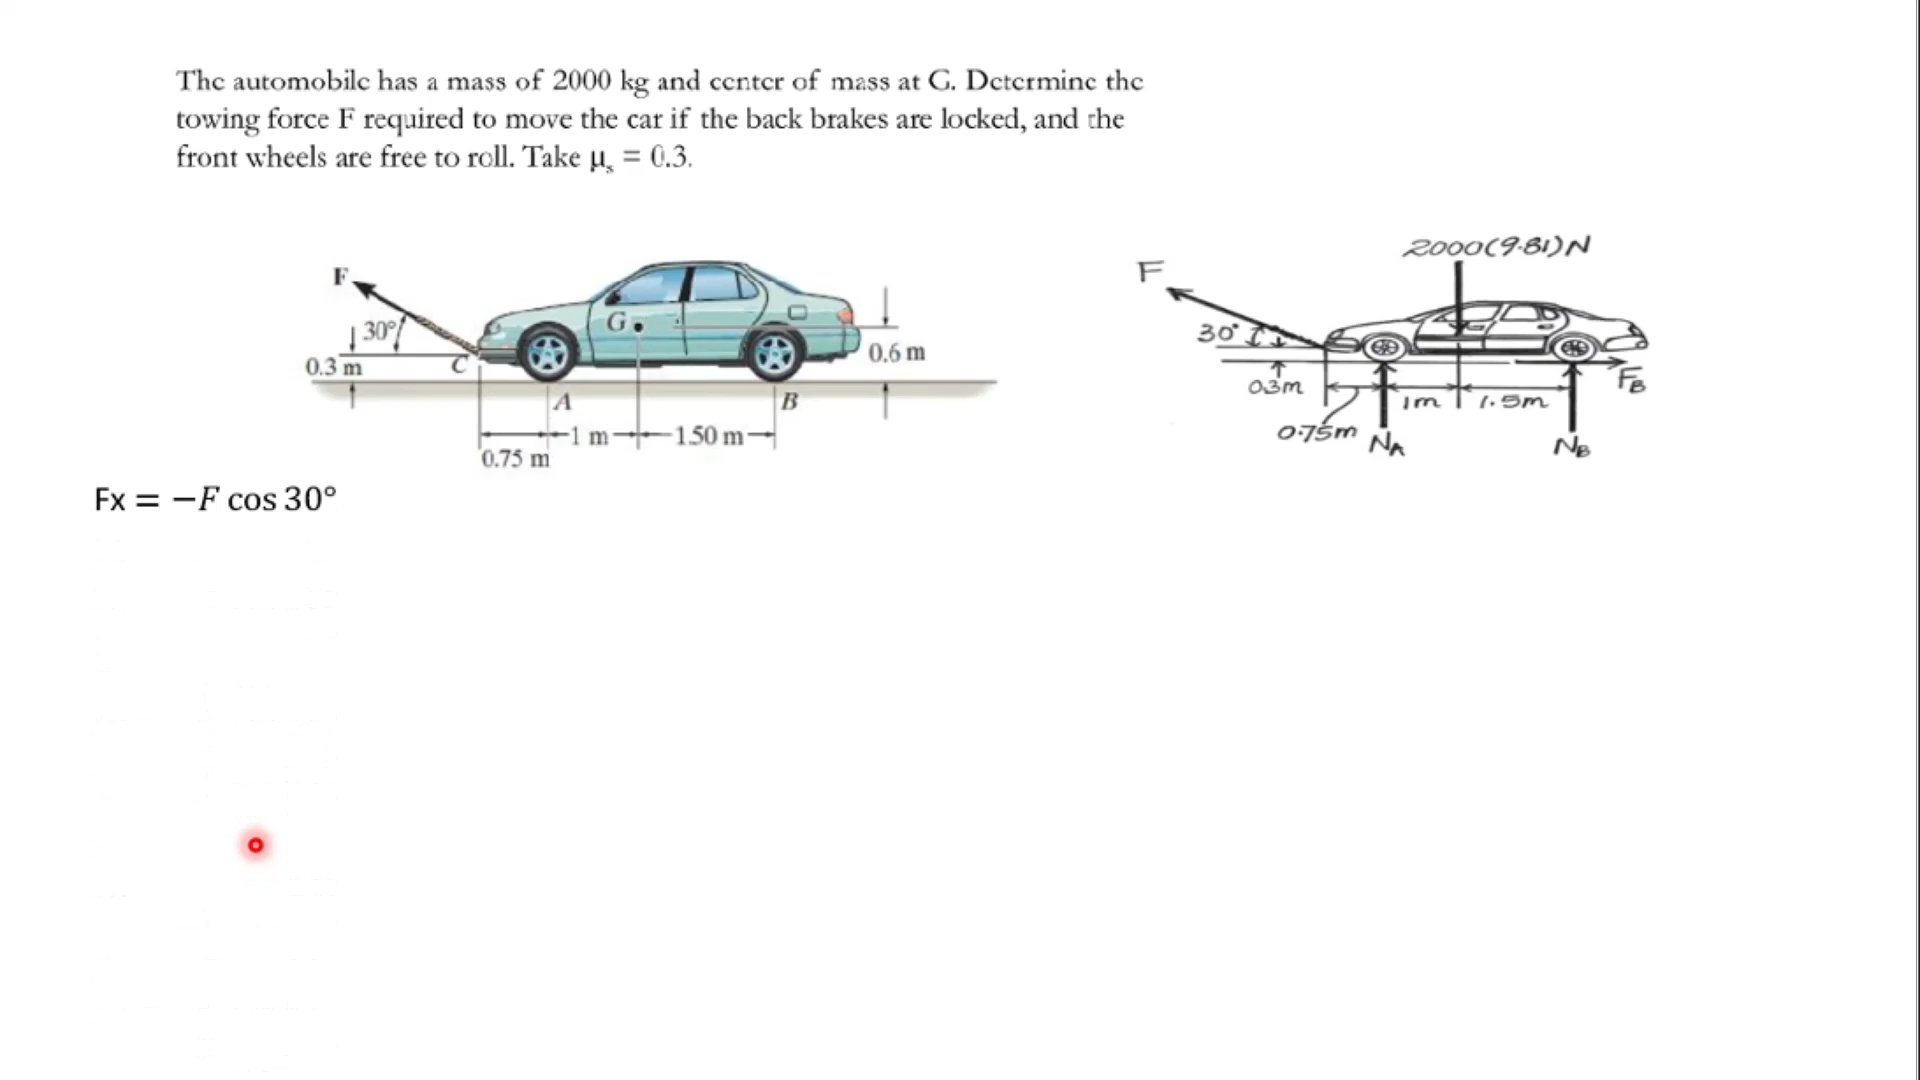 The automobile has a mass of 2000 kg and center of mass at G. Determine the
towing force F required to move the car if the back brakes are locked, and the
front wheels are free to roll. Take μs = 0.3.
2000(9.81)N
F
F
30°
G
30°
0.3 m
C
0.6 m
FB
0.3m
A
B
1m
1.5m
1 m
1.50 m
0.75m
NA
NB
0.75 m
Fx = −F cos 30°